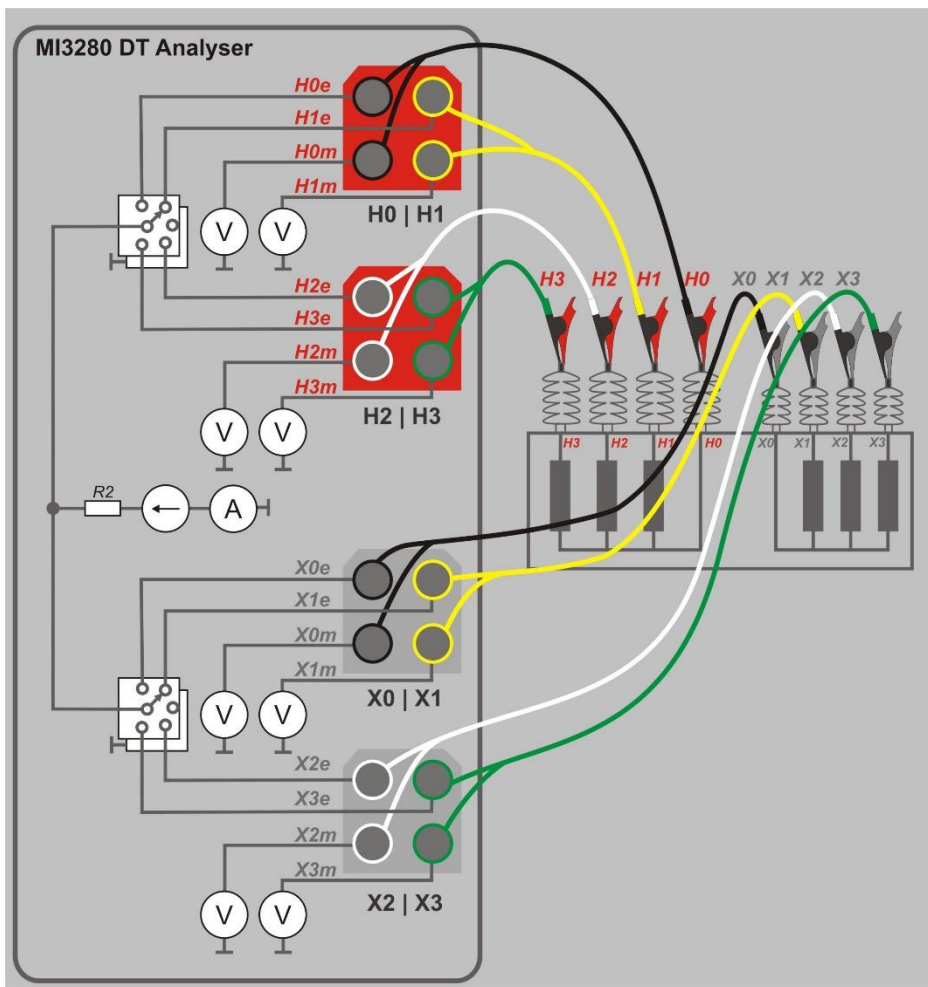 MI3280 DT Analyser
H0e
H1e
H0m
H1m
V V
H0 | H1
H2e
H3e
H2m
H3m
V V
H2 | H3
H3 H2 H1 H0 X0 X1 X2 X3
H3 H2 H1 H0 X0 X1 X2 X3
R2
A
X0e
X1e
X0m
X1m
V V
X0 | X1
X2e
X3e
X2m
X3m
V V
X2 | X3